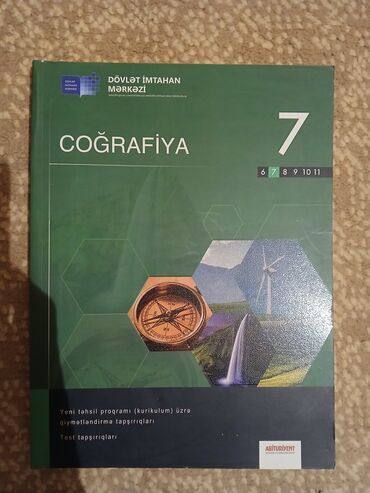 DÖVLƏT İMTAHAN
MƏRKƏZİ
COĞRAFİYA
7
6 7 8 9 10 11
Yeni təhsil proqramı (kurikulum) üzrə
qiymətləndirmə tapşırıqları
Test tapşırıqları
ABITURIYENT